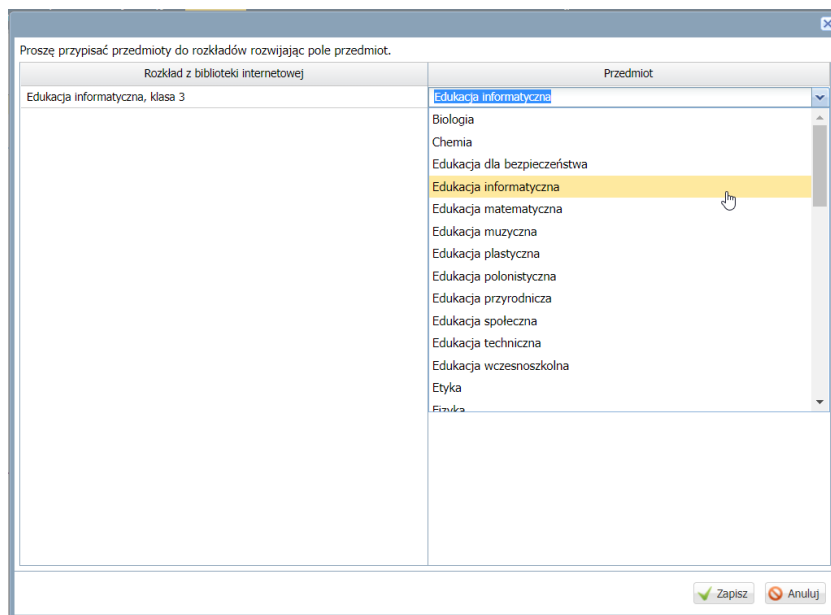 Proszę przypisać przedmioty do rozkładów rozwijając pole przedmiot.
Rozkład z biblioteki internetowej
Przedmiot
Edukacja informatyczna, klasa 3
Edukacja informatyczna
Biologia
Chemia
Edukacja dla bezpieczeństwa
Edukacja informatyczna
Edukacja matematyczna
Edukacja muzyczna
Edukacja plastyczna
Edukacja polonistyczna
Edukacja przyrodnicza
Edukacja społeczna
Edukacja techniczna
Edukacja wczesnoszkolna
Etyka
Fizyka
Zapisz
Anuluj